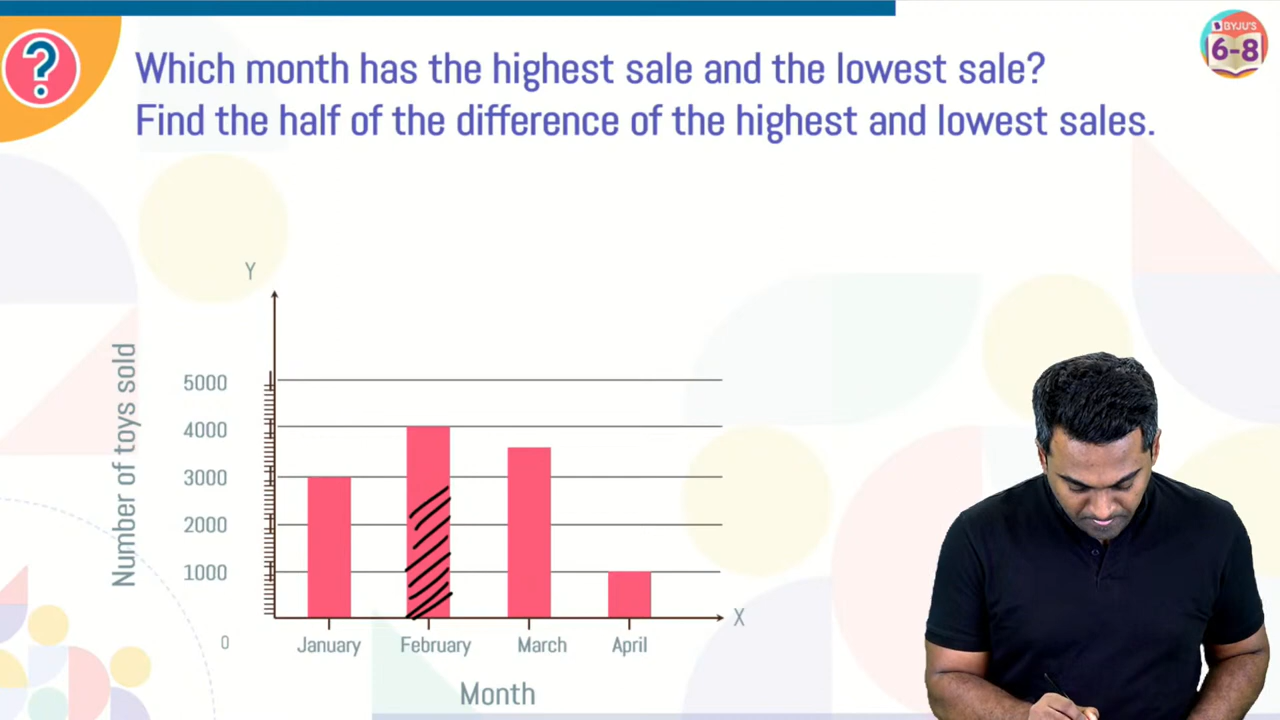 BYJU'S
6-8
?
Which month has the highest sale and the lowest sale?
Find the half of the difference of the highest and lowest sales.
Y
Number of toys sold
5000
4000
3000
2000
1000
0
X
January February March April
Month